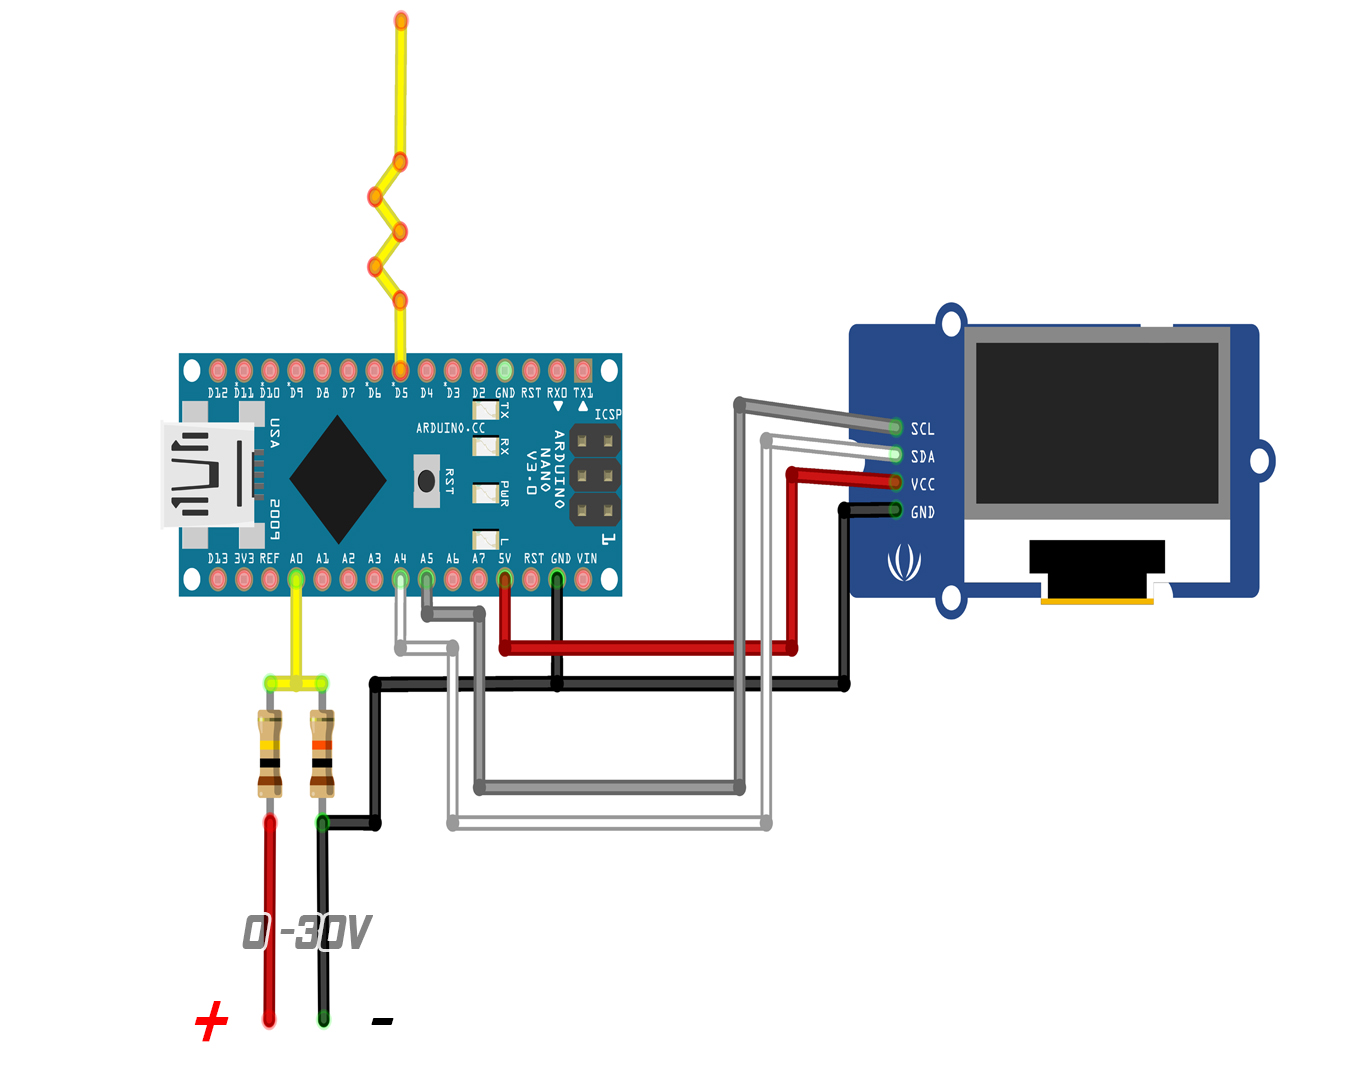 D12 D11 D10 D9 D8 D7 D6 D5 D4 D3 D2 GND RST RX0 TX1
ICSP
ARDUINO.CC
TX
RX
PWR
L
RST
ARDUINO
NANO
V3.0
USA
2009
1
D13 3V3 REF A0 A1 A2 A3 A4 A5 A6 A7 5V RST GND VIN
SCL
SDA
VCC
GND
0-30V
+ -